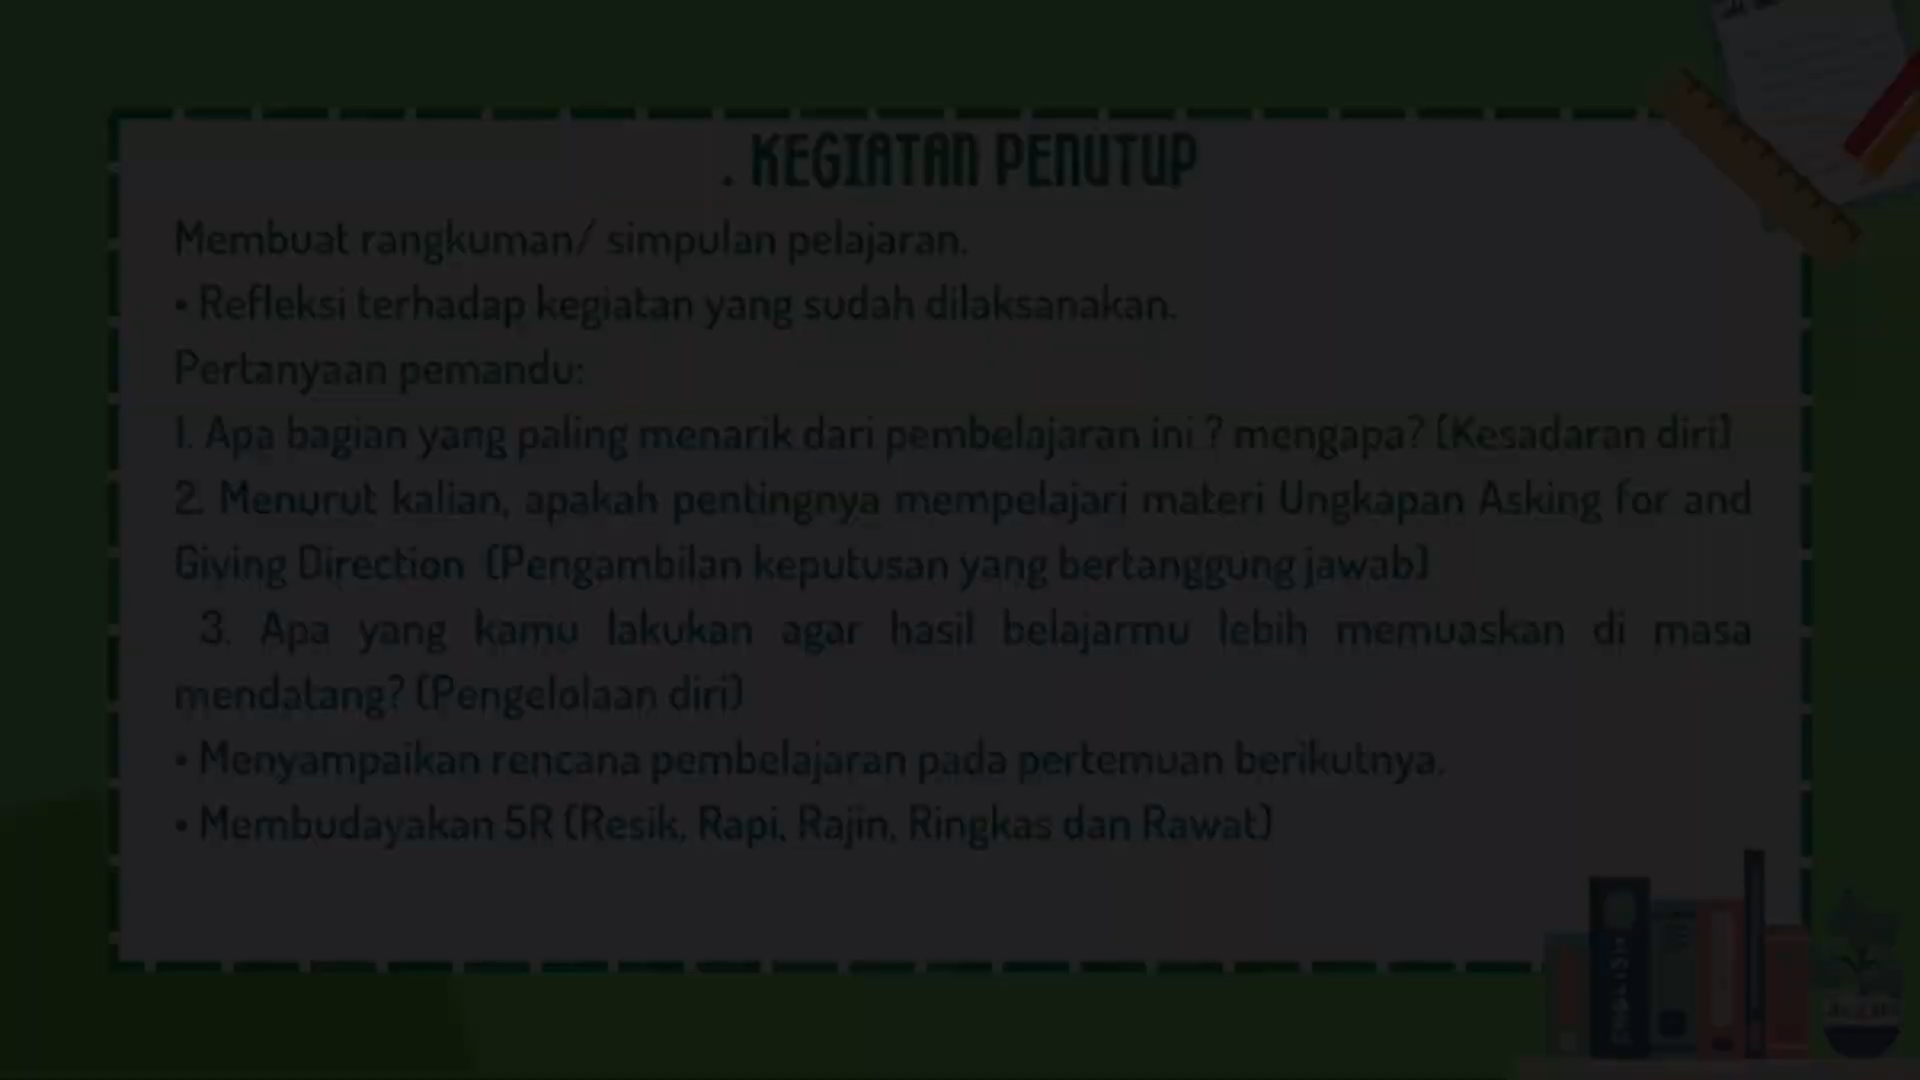 . KEGIATAN PENUTUP
Membuat rangkuman/ simpulan pelajaran.
• Refleksi terhadap kegiatan yang sudah dilaksanakan.
Pertanyaan pemandu:
1. Apa bagian yang paling menarik dari pembelajaran ini ? mengapa? (Kesadaran diri)
2. Menurut kalian, apakah pentingnya mempelajari materi Ungkapan Asking for and
Giving Direction (Pengambilan keputusan yang bertanggung jawab)
3. Apa yang kamu lakukan agar hasil belajarmu lebih memuaskan di masa
mendatang? (Pengelolaan diri)
• Menyampaikan rencana pembelajaran pada pertemuan berikutnya.
• Membudayakan 5R (Resik, Rapi, Rajin, Ringkas dan Rawat)